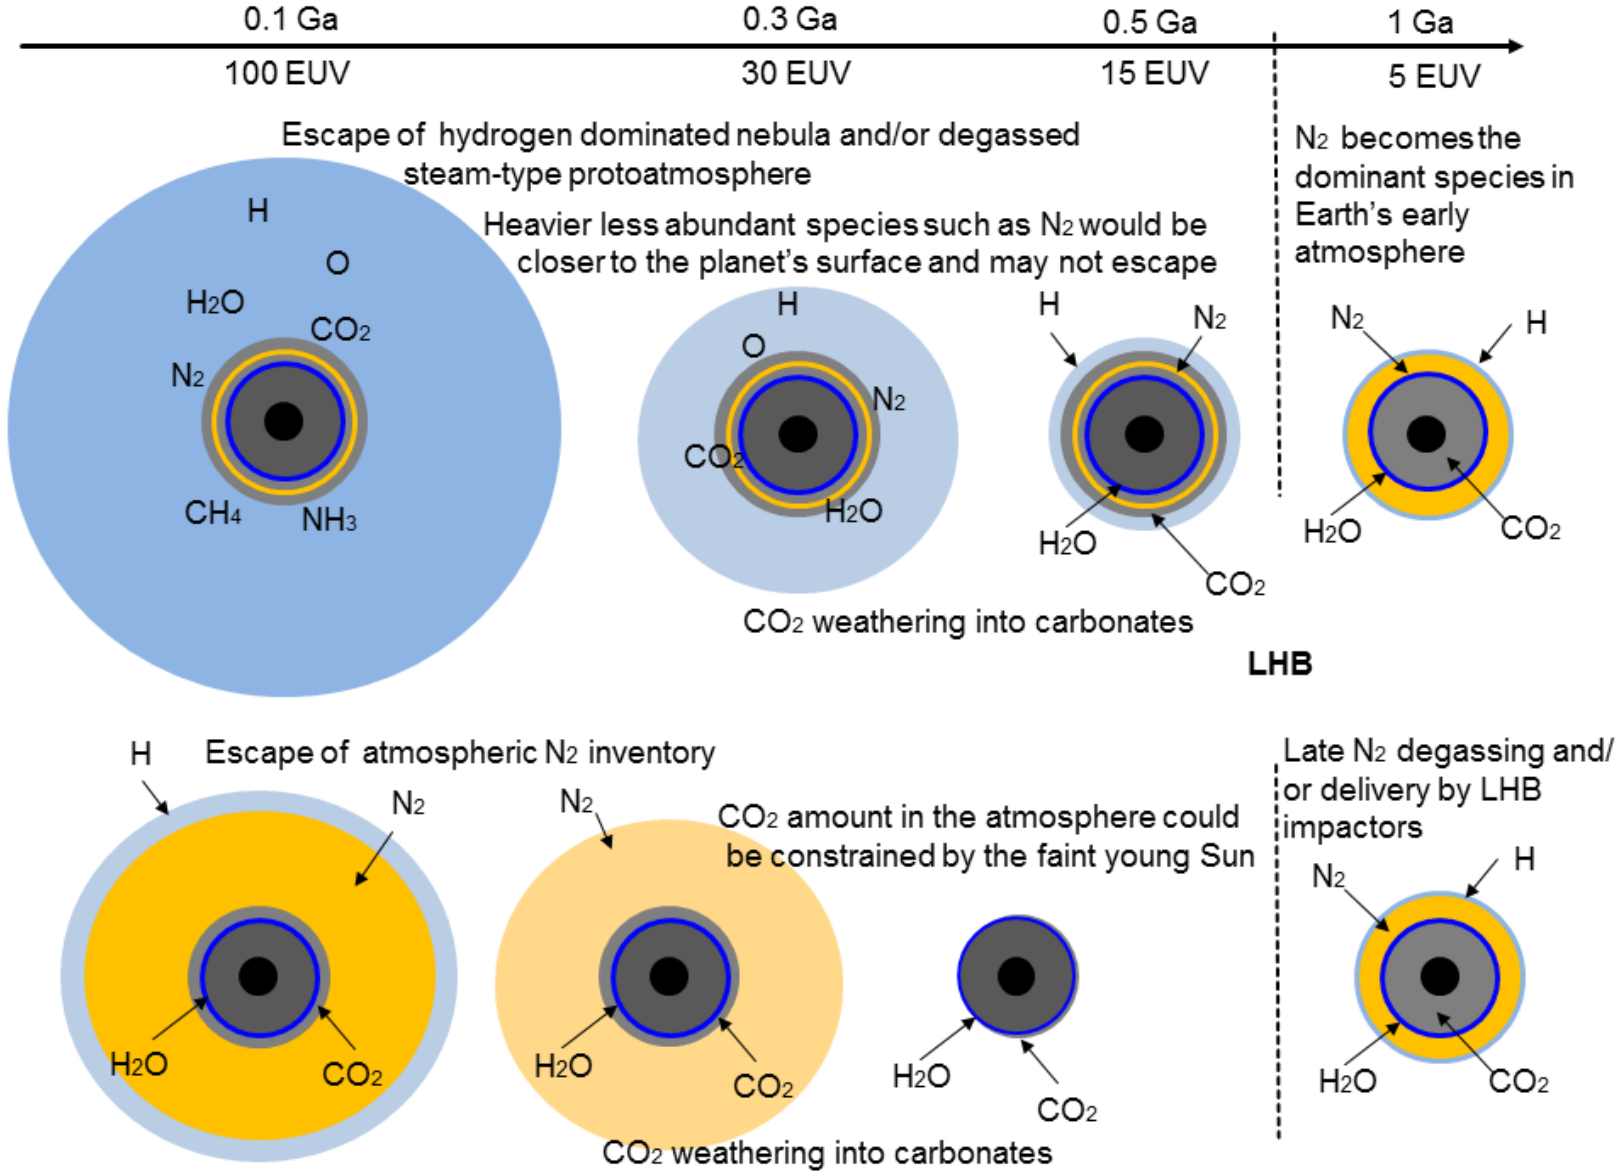 0.1 Ga
0.3 Ga
0.5 Ga
1 Ga
100 EUV
30 EUV
15 EUV
5 EUV
Escape of hydrogen dominated nebula and/or degassed
steam-type protoatmosphere
Heavier less abundant species such as N2 would be
closer to the planet's surface and may not escape
N2 becomes the
dominant species in
Earth's early
atmosphere
H
O
H2O
CO2
N2
CH4
NH3
H
O
N2
CO2
H2O
H
N2
H2O
CO2
N2
H
H2O
CO2
CO2 weathering into carbonates
LHB
H
Escape of atmospheric N2 inventory
N2
N2
CO2 amount in the atmosphere could
be constrained by the faint young Sun
Late N2 degassing and/
or delivery by LHB
impactors
H2O
CO2
H2O
CO2
H2O
CO2
N2
H
H2O
CO2
CO2 weathering into carbonates